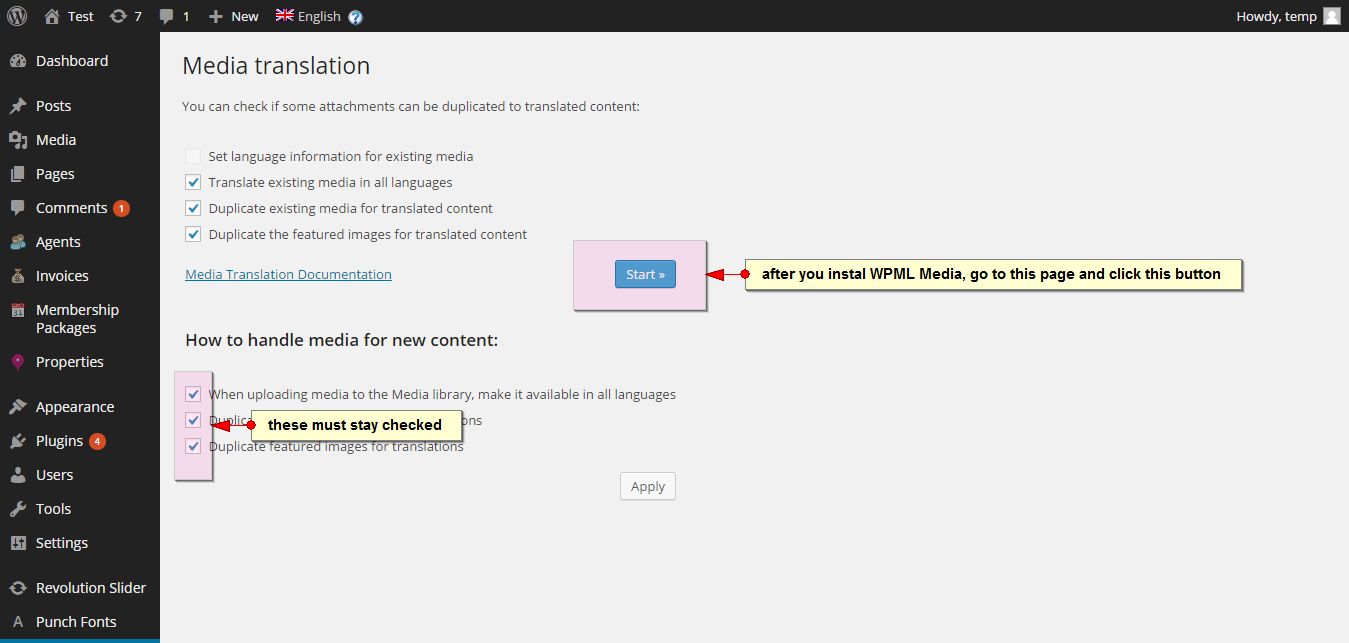 Test 7 1 New English Howdy, temp
Dashboard
Posts
Media
Pages
Comments 1
Agents
Invoices
Membership
Packages
Properties
Appearance
Plugins 4
Users
Tools
Settings
Revolution Slider
A Punch Fonts
Media translation
You can check if some attachments can be duplicated to translated content:
Set language information for existing media
Translate existing media in all languages
Duplicate existing media for translated content
Duplicate the featured images for translated content
Media Translation Documentation
Start »
after you instal WPML Media, go to this page and click this button
How to handle media for new content:
When uploading media to the Media library, make it available in all languages
these must stay checked
Duplicate featured images for translations
Apply